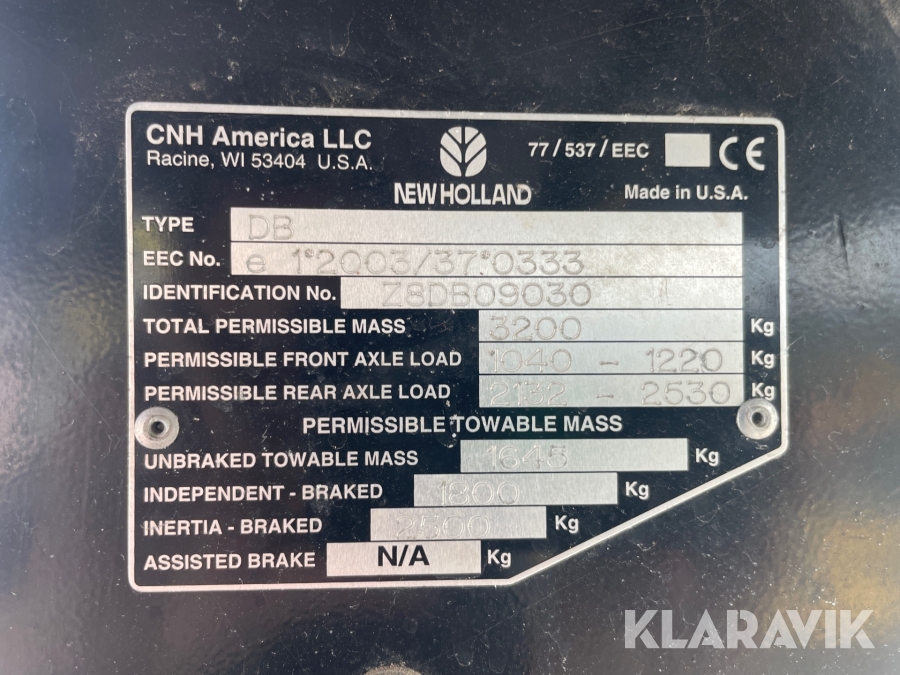 CNH America LLC
Racine, WI 53404 U.S.A.
NEW HOLLAND
77/537/EEC
CE
Made in U.S.A.
TYPE DB
EEC No. e 1*2003/37*0333
IDENTIFICATION No. Z8DB09030
TOTAL PERMISSIBLE MASS 3200 Kg
PERMISSIBLE FRONT AXLE LOAD 1040 - 1220 Kg
PERMISSIBLE REAR AXLE LOAD 2132 - 2530 Kg
PERMISSIBLE TOWABLE MASS
UNBRAKED TOWABLE MASS 1645 Kg
INDEPENDENT - BRAKED 1800 Kg
INERTIA - BRAKED 3500 Kg
ASSISTED BRAKE N/A Kg
KLARAVIK